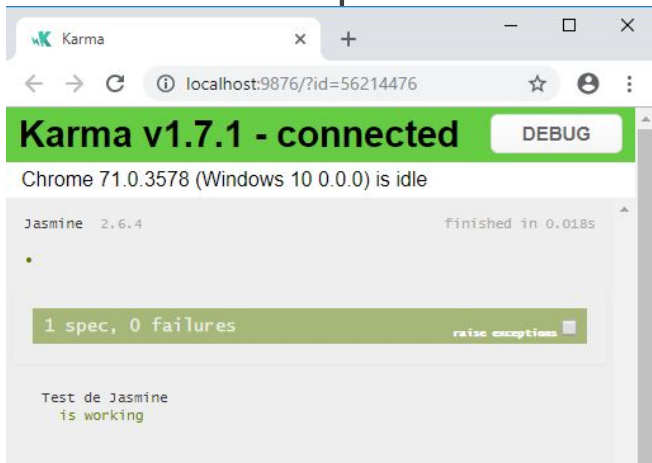 Karma
localhost:9876/?id=56214476
Karma v1.7.1 - connected
DEBUG
Chrome 71.0.3578 (Windows 10 0.0.0) is idle
Jasmine 2.6.4
finished in 0.018s
1 spec, 0 failures
raise exceptions
Test de Jasmine
is working